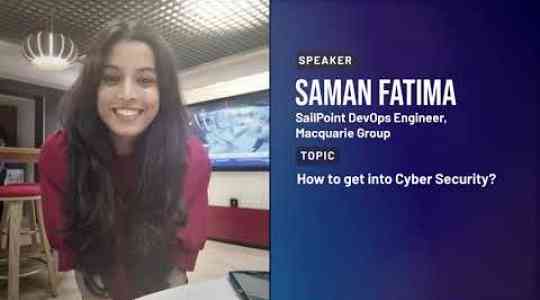 SPEAKER
SAMAN FATIMA
SailPoint DevOps Engineer,
Macquarie Group
TOPIC
How to get into Cyber Security?